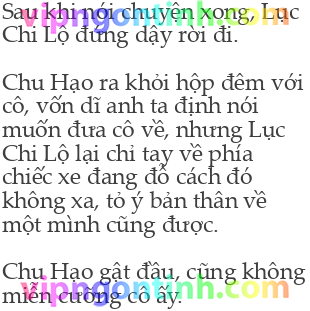 Sau khi nói chuyện xong, Lục
Chi Lộ đứng dậy rời đi.
Chu Hạo ra khỏi hộp đêm với
cô, vốn dĩ anh ta định nói
muốn đưa cô về, nhưng Lục
Chi Lộ lại chỉ tay về phía
chiếc xe đang đỗ cách đó
không xa, tỏ ý bản thân về
một mình cũng được.
Chu Hạo gật đầu, cũng không
miễn cưỡng cô ấy.
vipngontinh.com
vipngontinh.com